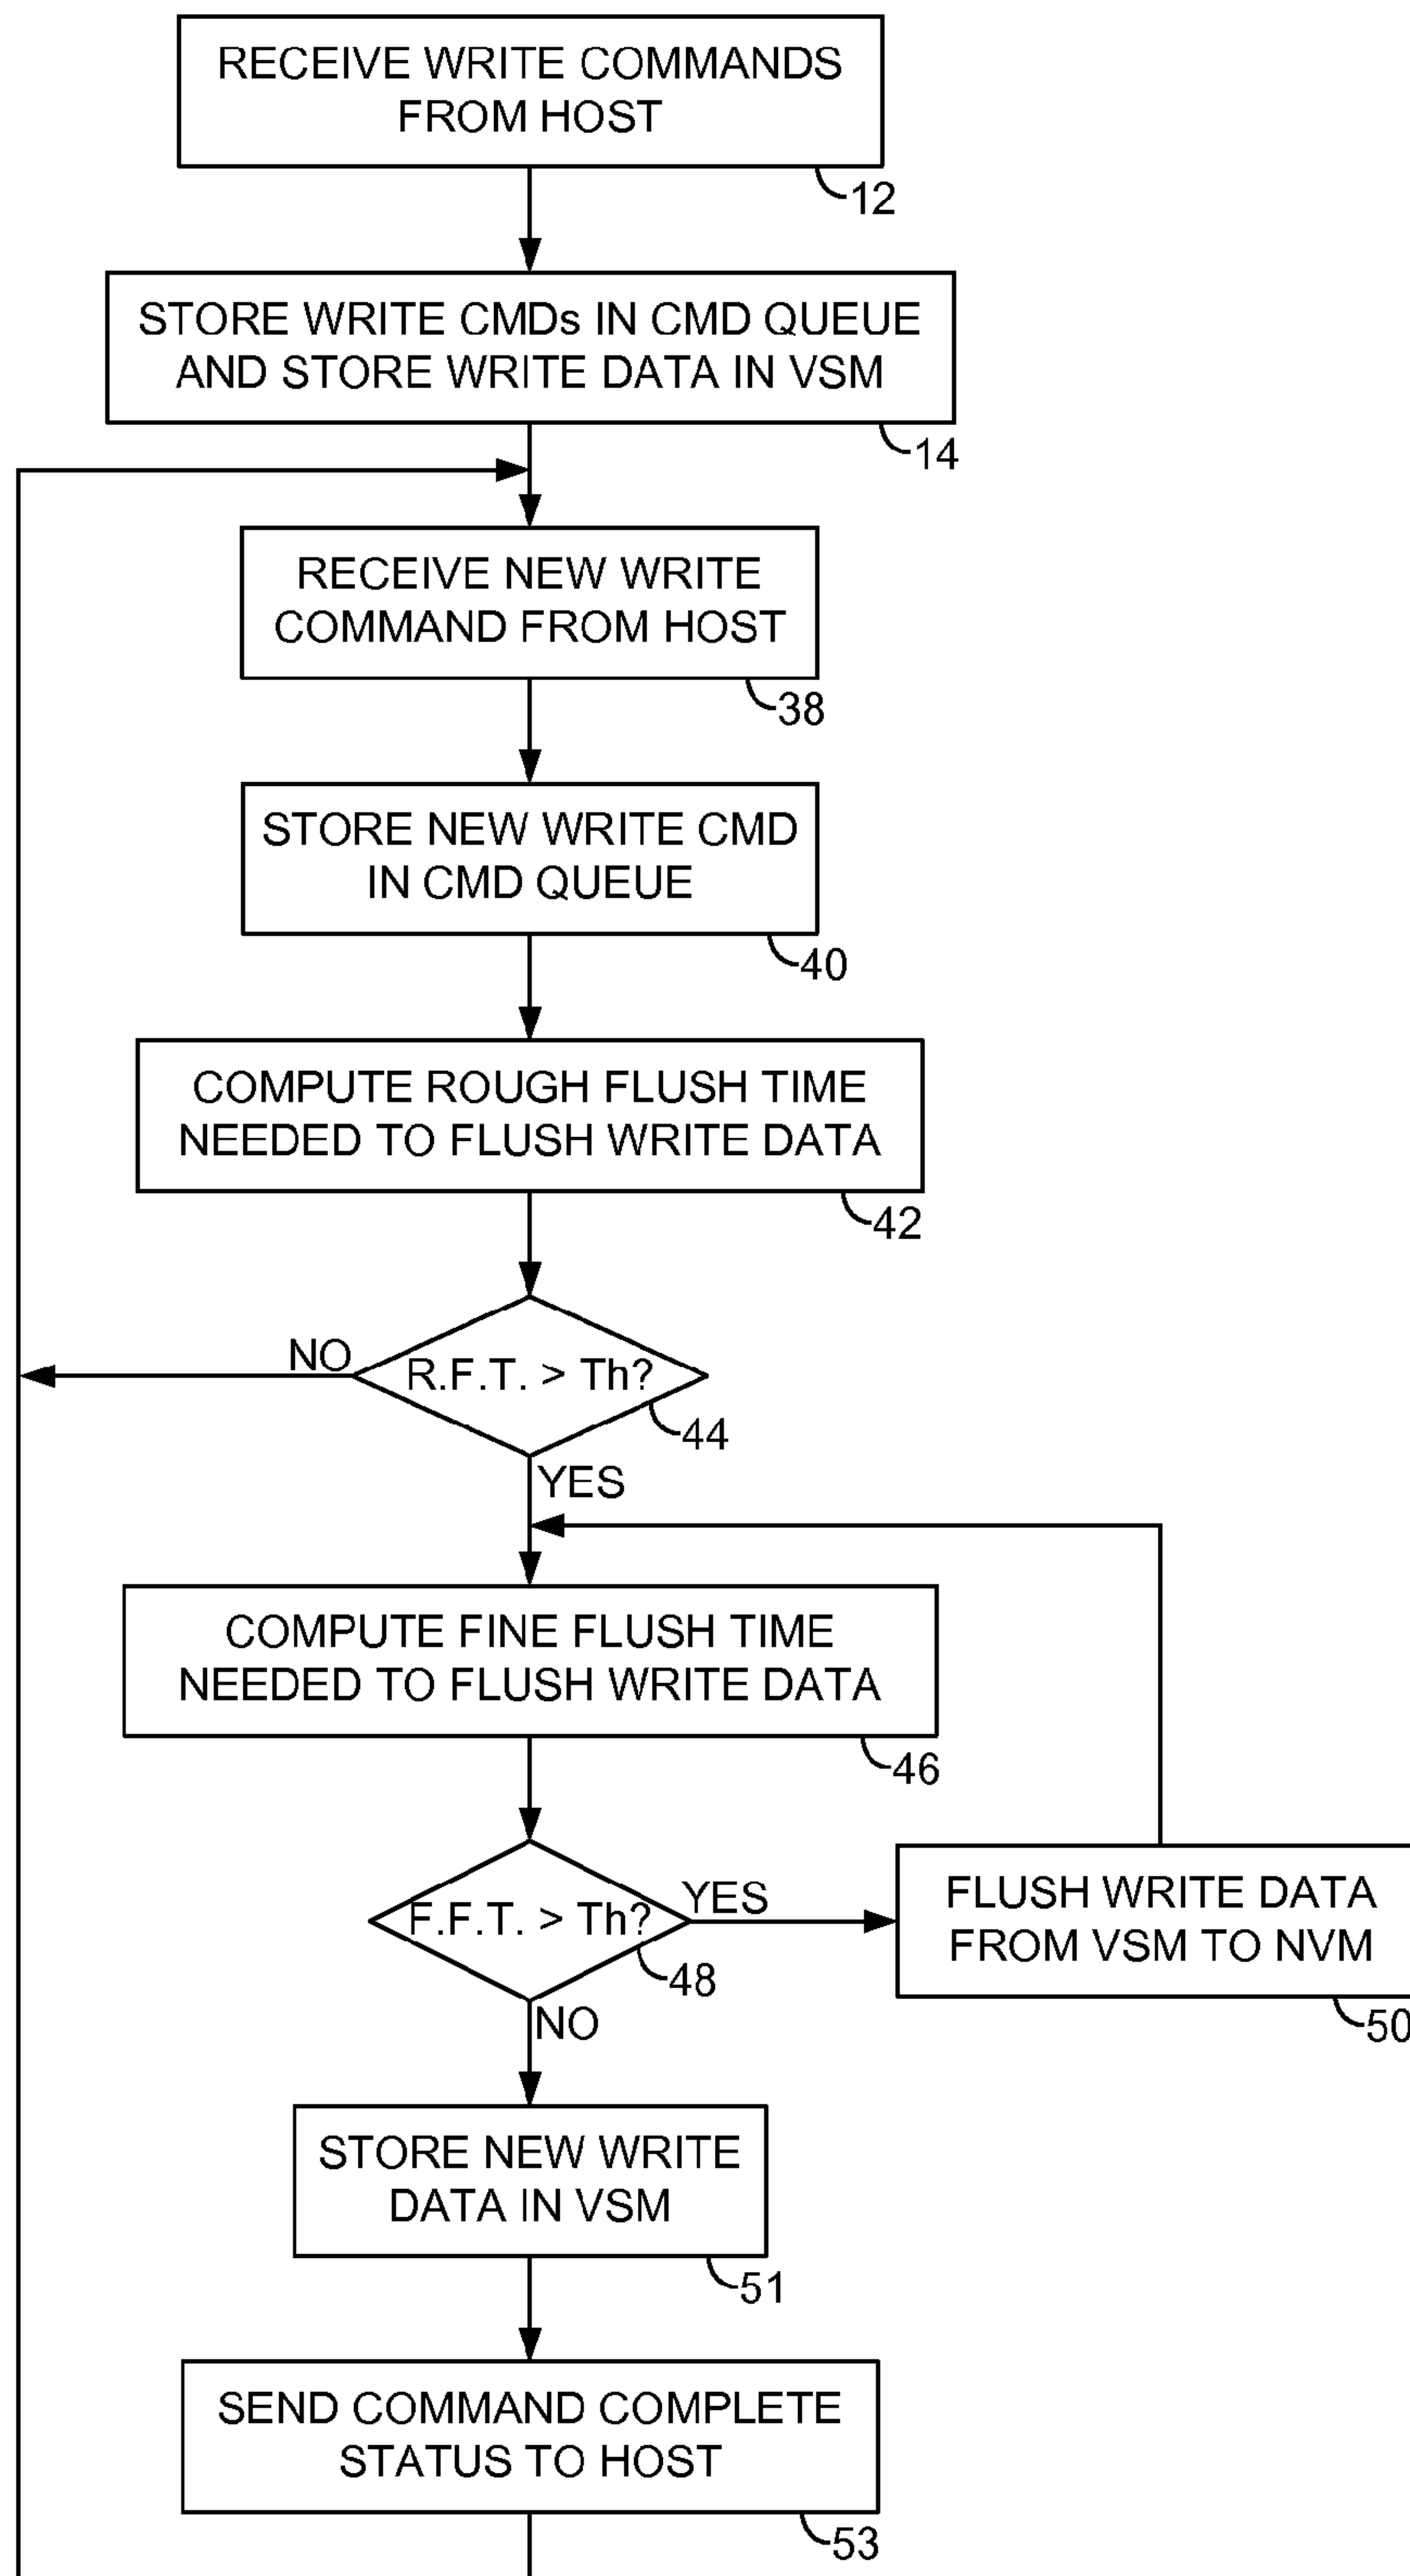 RECEIVE WRITE COMMANDS
FROM HOST
12
STORE WRITE CMDs IN CMD QUEUE
AND STORE WRITE DATA IN VSM
14
RECEIVE NEW WRITE
COMMAND FROM HOST
38
STORE NEW WRITE CMD
IN CMD QUEUE
40
COMPUTE ROUGH FLUSH TIME
NEEDED TO FLUSH WRITE DATA
42
NO
R.F.T. > Th?
44
YES
COMPUTE FINE FLUSH TIME
NEEDED TO FLUSH WRITE DATA
46
F.F.T. > Th?
YES
48
NO
FLUSH WRITE DATA
FROM VSM TO NVM
50
STORE NEW WRITE
DATA IN VSM
51
SEND COMMAND COMPLETE
STATUS TO HOST
53